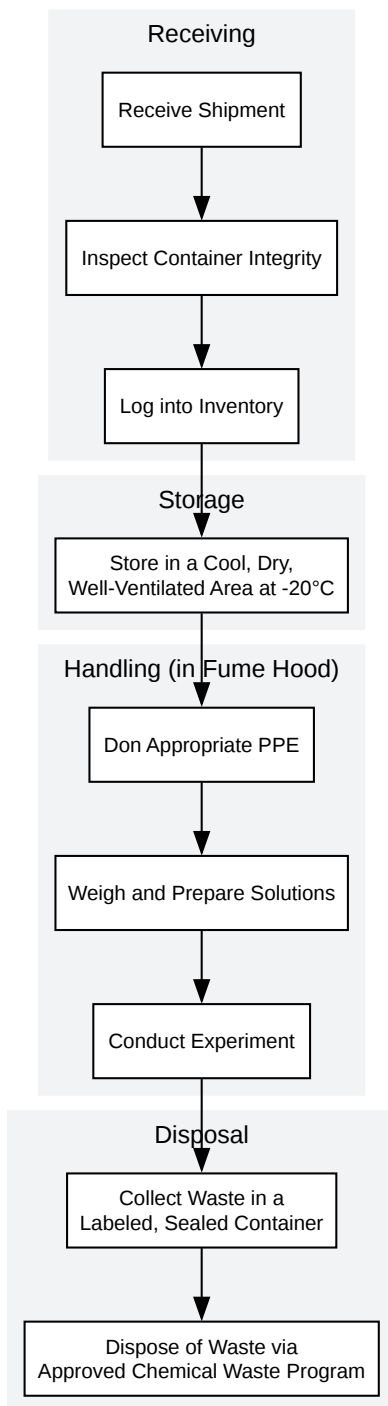 Receiving
Receive Shipment
Inspect Container Integrity
Log into Inventory
Storage
Store in a Cool, Dry,
Well-Ventilated Area at -20°C
Handling (in Fume Hood)
Don Appropriate PPE
Weigh and Prepare Solutions
Conduct Experiment
Disposal
Collect Waste in a
Labeled, Sealed Container
Dispose of Waste via
Approved Chemical Waste Program